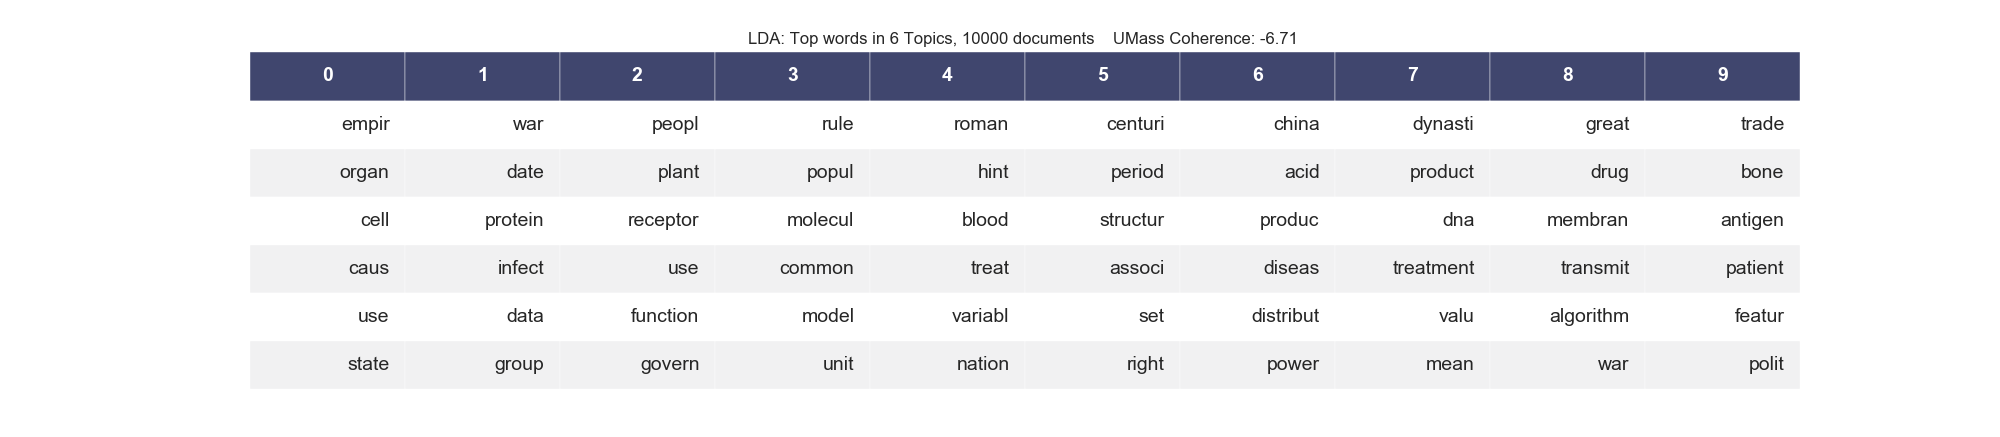 LDA: Top words in 6 Topics, 10000 documents    UMass Coherence: -6.71
0 1 2 3 4 5 6 7 8 9
empir war peopl rule roman centuri china dynasti great trade
organ date plant popul hint period acid product drug bone
cell protein receptor molecul blood structur produc dna membran antigen
caus infect use common treat associ diseas treatment transmit patient
use data function model variabl set distribut valu algorithm featur
state group govern unit nation right power mean war polit